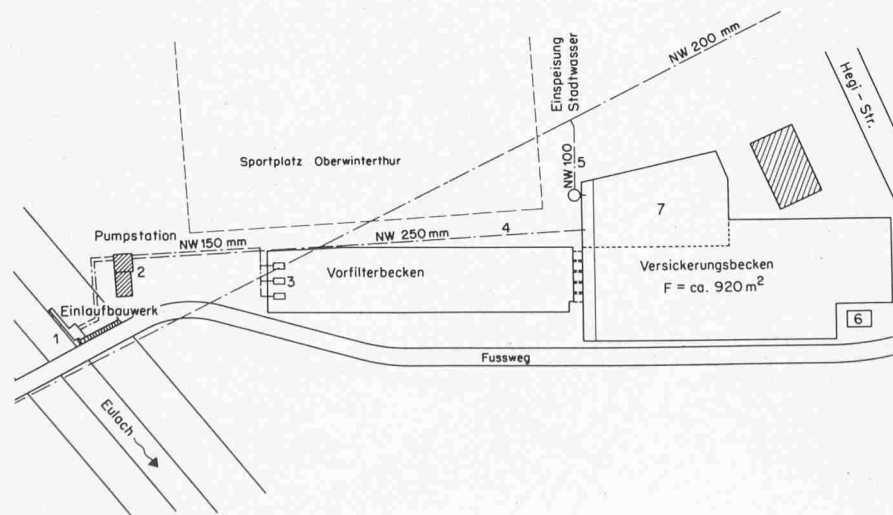 NW 200 mm
Einspeisung
Stadtwasser
Hegi-Str.
Sportplatz Oberwinterthur
NW 100
5
7
Pumpstation
NW 150 mm
NW 250 mm
4
2
3
Vorfilterbecken
Versickerungsbecken
F = ca. 920 m²
Einlaufbauwerk
1
6
Fussweg
Eulach